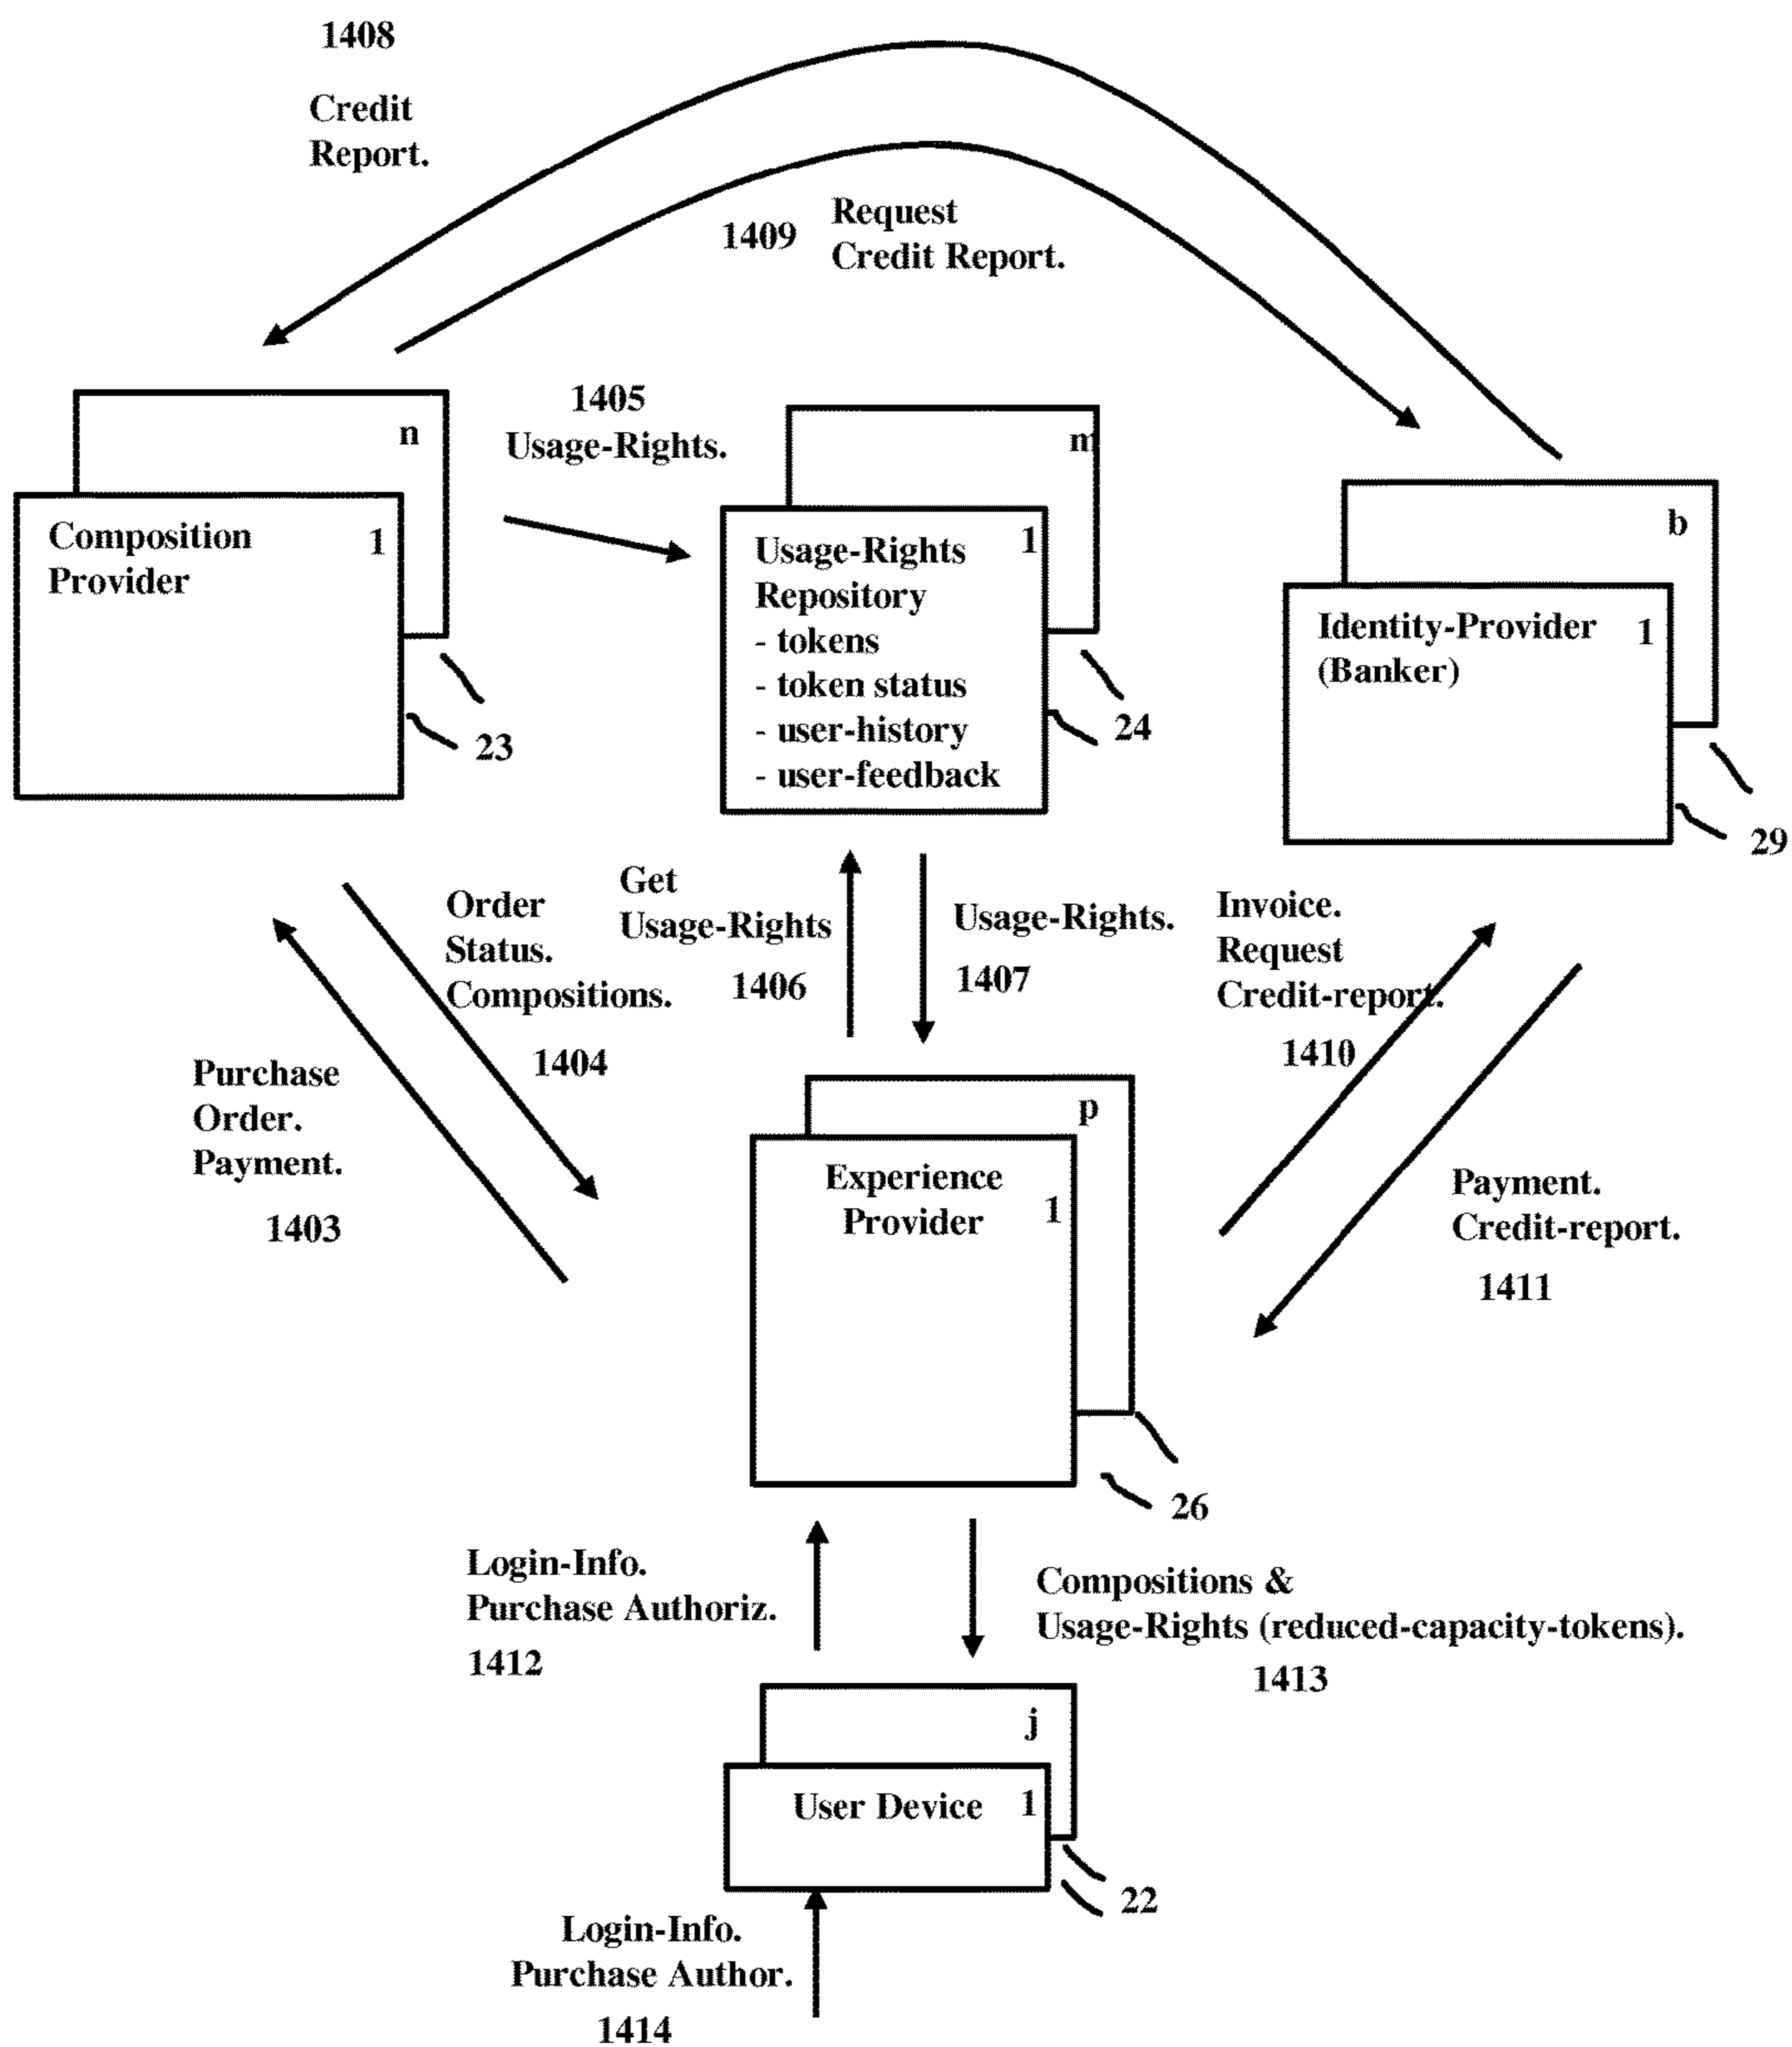 1408
Credit
Report.
1409
Request
Credit Report.
1405
Usage-Rights.
n
Composition
Provider
1
23
m
Usage-Rights
Repository
- tokens
- token status
- user-history
- user-feedback
1
24
b
Identity-Provider
(Banker)
1
29
Order
Status.
Compositions.
1404
Get
Usage-Rights
1406
Usage-Rights.
1407
Invoice.
Request
Credit-report.
1410
Purchase
Order.
Payment.
1403
p
Experience
Provider
1
26
Payment.
Credit-report.
1411
Login-Info.
Purchase Authoriz.
1412
Compositions &
Usage-Rights (reduced-capacity-tokens).
1413
j
User Device
1
22
Login-Info.
Purchase Author.
1414